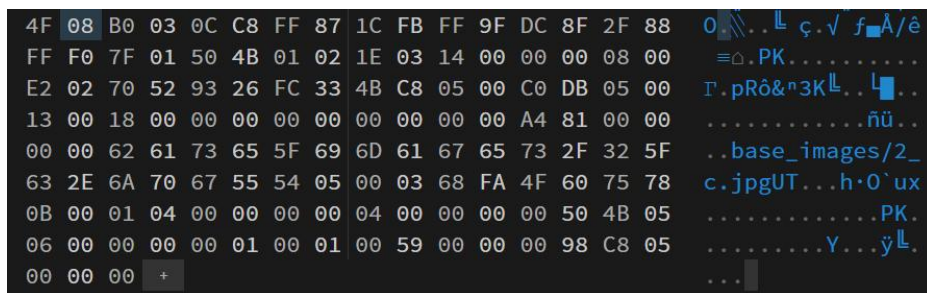 4F 08 B0 03 0C C8 FF 87 1C FB FF 9F DC 8F 2F 88 O.░..╚ ç.√ ƒ▄Å/ê
FF F0 7F 01 50 4B 01 02 1E 03 14 00 00 00 08 00 ≡⌂.PK..........
E2 02 70 52 93 26 FC 33 4B C8 05 00 C0 DB 05 00 Γ.pRô&ⁿ3K╚..└█..
13 00 18 00 00 00 00 00 00 00 00 00 A4 81 00 00 ............ñü..
00 00 62 61 73 65 5F 69 6D 61 67 65 73 2F 32 5F ..base_images/2_
63 2E 6A 70 67 55 54 05 00 03 68 FA 4F 60 75 78 c.jpgUT...h·O`ux
0B 00 01 04 00 00 00 00 04 00 00 00 00 50 4B 05 .............PK.
06 00 00 00 00 01 00 01 00 59 00 00 00 98 C8 05 .........Y...ÿ╚.
00 00 00 + ...